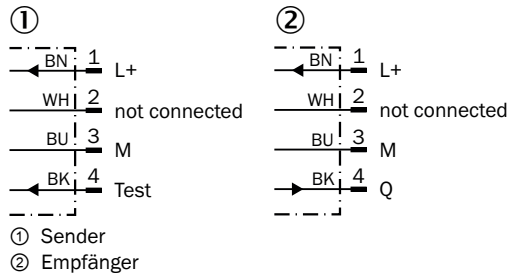 ① ②
BN 1 L+ BN 1 L+
WH 2 not connected WH 2 not connected
BU 3 M BU 3 M
BK 4 Test BK 4 Q
① Sender
② Empfänger